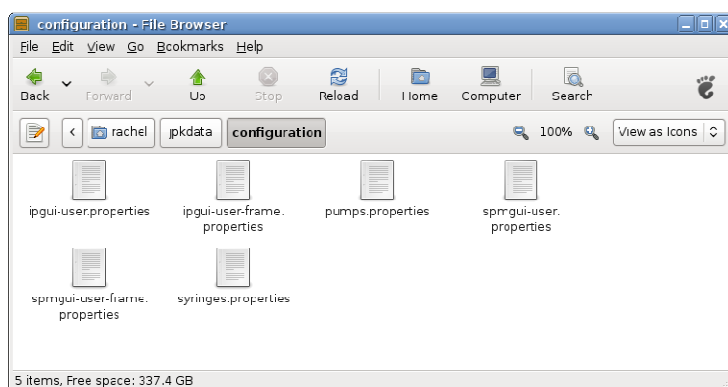 configuration - File Browser
File Edit View Go Bookmarks Help
Back Forward Up Stop Reload Home Computer Search
rachel jpkdata configuration 100% View as Icons
ipgui-user.properties ipgui-user-frame. pumps.properties spmgui-user.
properties properties
spmgui-user-frame. syringes.properties
properties
5 items, Free space: 337.4 GB